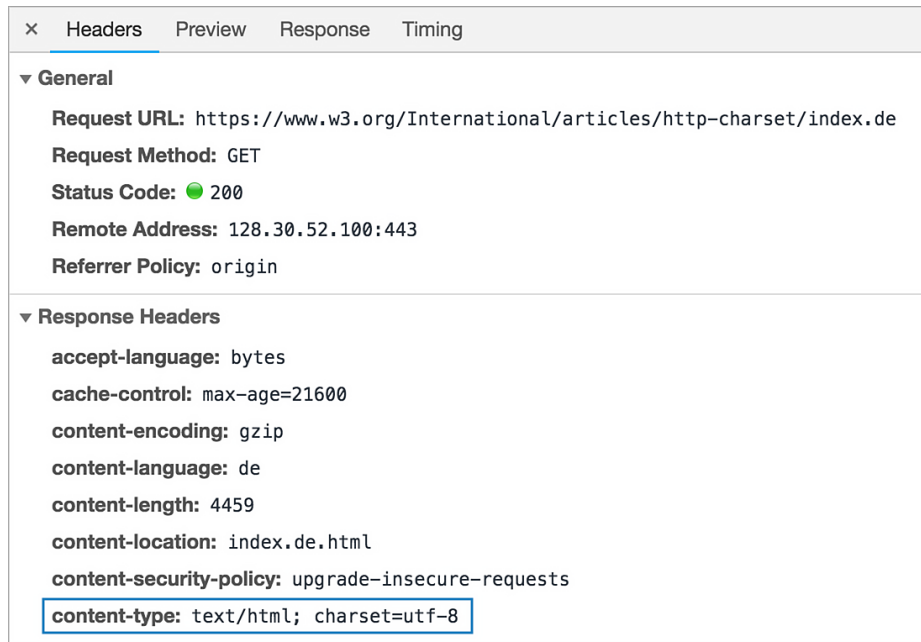 × Headers Preview Response Timing
▼ General
Request URL: https://www.w3.org/International/articles/http-charset/index.de
Request Method: GET
Status Code: 200
Remote Address: 128.30.52.100:443
Referrer Policy: origin
▼ Response Headers
accept-language: bytes
cache-control: max-age=21600
content-encoding: gzip
content-language: de
content-length: 4459
content-location: index.de.html
content-security-policy: upgrade-insecure-requests
content-type: text/html; charset=utf-8